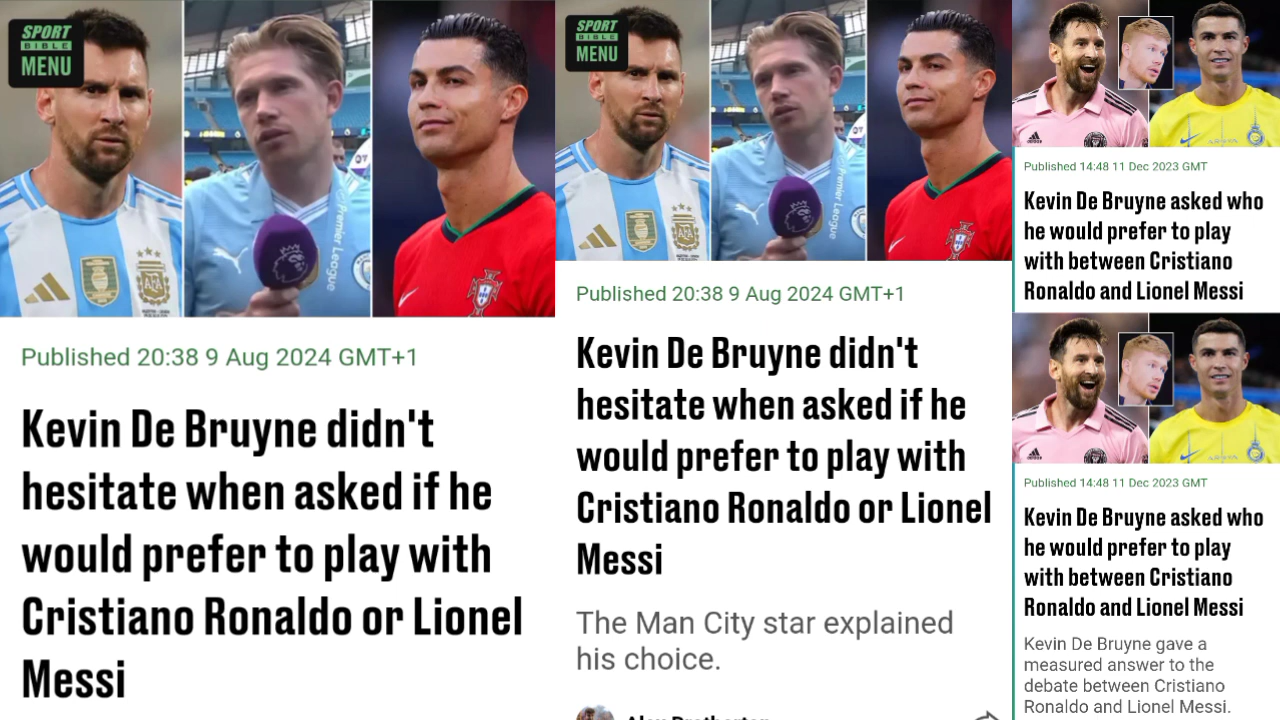 SPORT
BIBLE
MENU
Premier League
Published 20:38 9 Aug 2024 GMT+1
Kevin De Bruyne didn't
hesitate when asked if he
would prefer to play with
Cristiano Ronaldo or Lionel
Messi
SPORT
BIBLE
MENU
Premier League
Published 20:38 9 Aug 2024 GMT+1
Kevin De Bruyne didn't
hesitate when asked if he
would prefer to play with
Cristiano Ronaldo or Lionel
Messi
The Man City star explained
his choice.
Published 14:48 11 Dec 2023 GMT
Kevin De Bruyne asked who
he would prefer to play
with between Cristiano
Ronaldo and Lionel Messi
Published 14:48 11 Dec 2023 GMT
Kevin De Bruyne asked who
he would prefer to play
with between Cristiano
Ronaldo and Lionel Messi
Kevin De Bruyne gave a
measured answer to the
debate between Cristiano
Ronaldo and Lionel Messi.